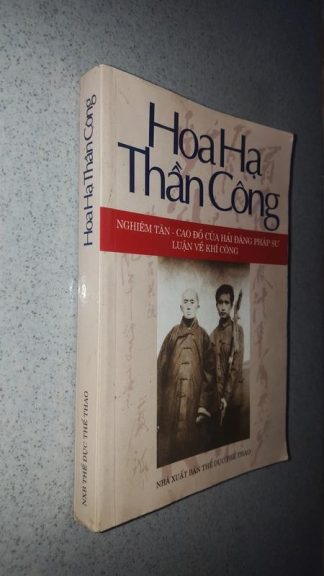 Hoa Hạ
Thần Công
NGHIÊM TÂN - CAO ĐỒ CỦA HẢI ĐĂNG PHÁP SƯ
LUẬN VỀ KHÍ CÔNG
NHÀ XUẤT BẢN THỂ DỤC THỂ THAO
Hoa Hạ Thần Công
NXB THỂ DỤC THỂ THAO